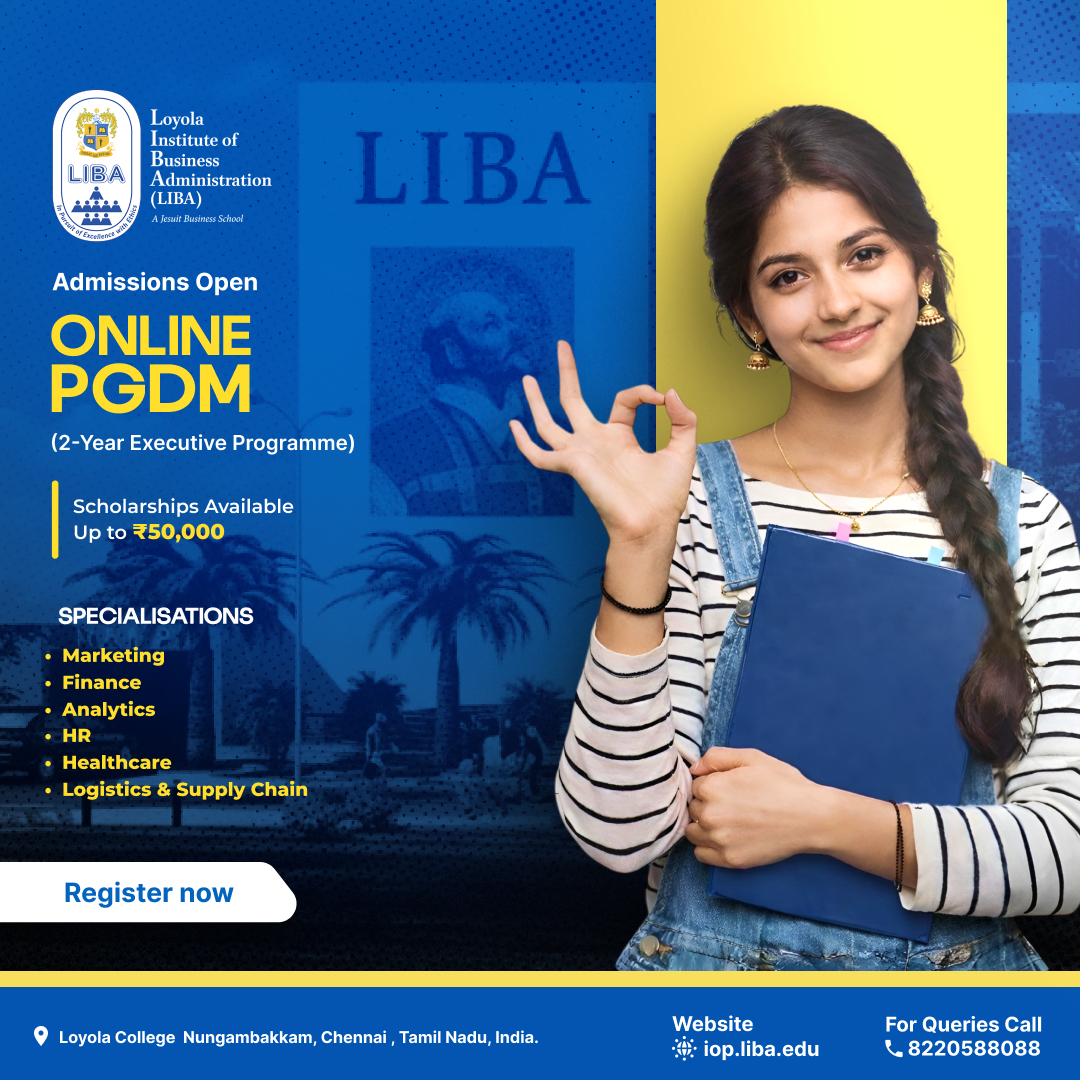 LIBA
In Pursuit of Excellence with Ethics
Loyola
Institute of
Business
Administration
(LIBA)
A Jesuit Business School
LIBA
Admissions Open
ONLINE
PGDM
(2-Year Executive Programme)
Scholarships Available
Up to ₹50,000
SPECIALISATIONS
• Marketing
• Finance
• Analytics
• HR
• Healthcare
• Logistics & Supply Chain
Register now
Loyola College Nungambakkam, Chennai , Tamil Nadu, India.
Website
iop.liba.edu
For Queries Call
8220588088